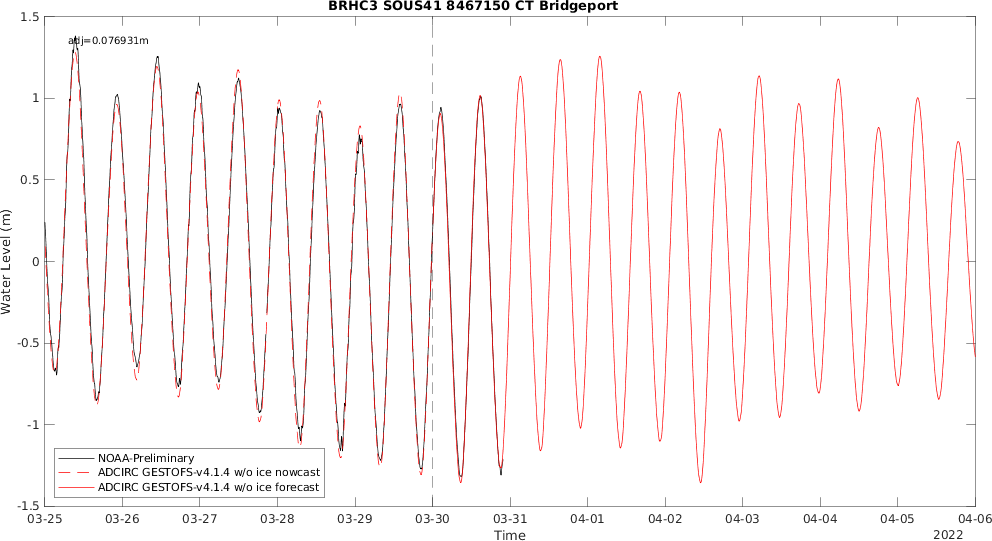 BRHC3 SOUS41 8467150 CT Bridgeport
adj=0.076931m
1.5
1
0.5
0
-0.5
-1
-1.5
Water Level (m)
NOAA-Preliminary
ADCIRC GESTOFS-v4.1.4 w/o ice nowcast
ADCIRC GESTOFS-v4.1.4 w/o ice forecast
03-25 03-26 03-27 03-28 03-29 03-30 03-31 04-01 04-02 04-03 04-04 04-05 04-06
Time
2022